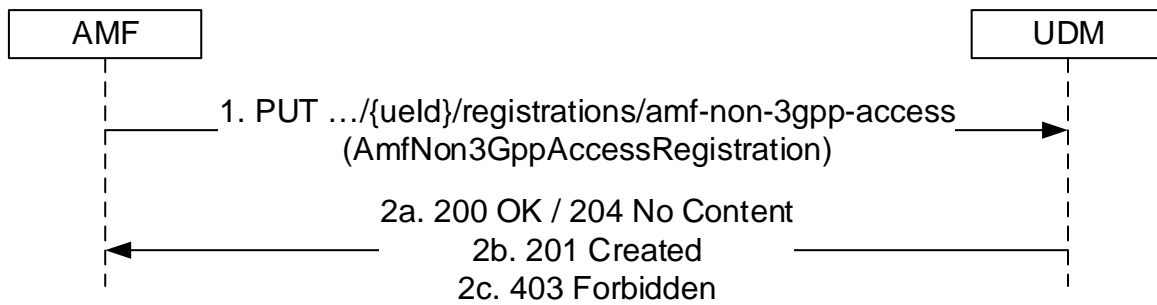 AMF
UDM
1. PUT …/{ueId}/registrations/amf-non-3gpp-access
(AmfNon3GppAccessRegistration)
2a. 200 OK / 204 No Content
2b. 201 Created
2c. 403 Forbidden